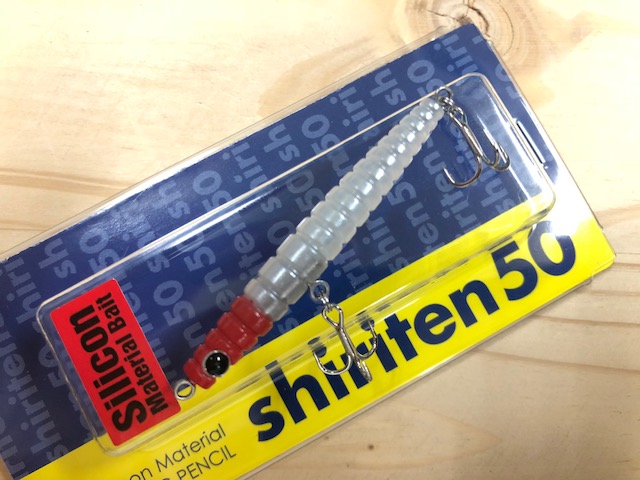 Silicon
Material Bait
shiriten50
on Material
PENCIL